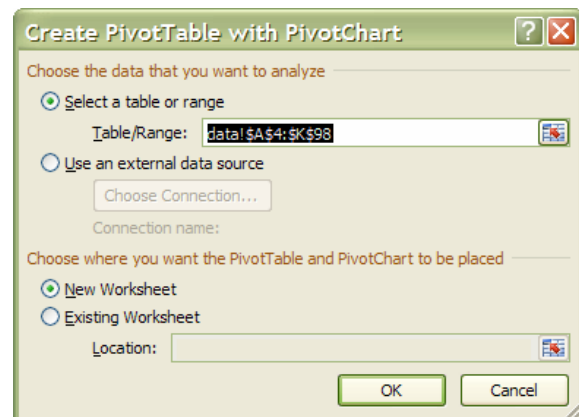 Create PivotTable with PivotChart
Choose the data that you want to analyze
Select a table or range
Table/Range: data!$A$4:$K$98
Use an external data source
Choose Connection...
Connection name:
Choose where you want the PivotTable and PivotChart to be placed
New Worksheet
Existing Worksheet
Location:
OK Cancel